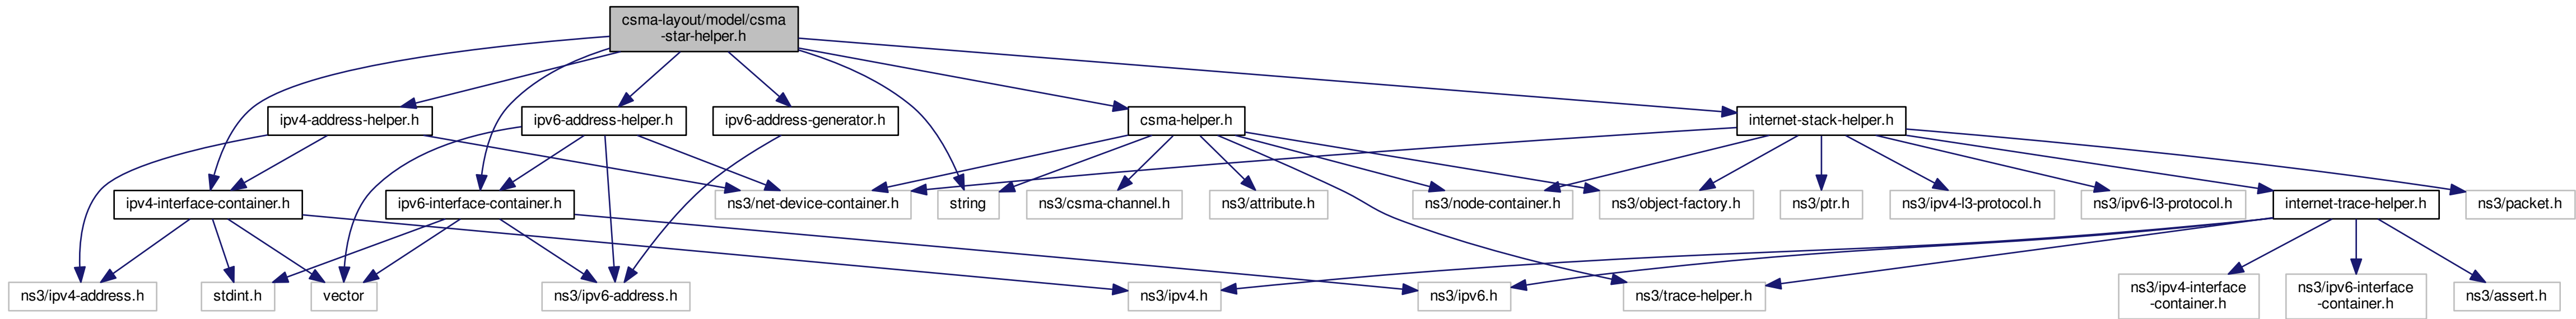 csma-layout/model/csma
-star-helper.h
ipv4-address-helper.h
ipv6-address-helper.h
ipv6-address-generator.h
csma-helper.h
internet-stack-helper.h
ipv4-interface-container.h
ipv6-interface-container.h
ns3/net-device-container.h
string
ns3/csma-channel.h
ns3/attribute.h
ns3/node-container.h
ns3/object-factory.h
ns3/ptr.h
ns3/ipv4-l3-protocol.h
ns3/ipv6-l3-protocol.h
internet-trace-helper.h
ns3/packet.h
ns3/ipv4-address.h
stdint.h
vector
ns3/ipv6-address.h
ns3/ipv4.h
ns3/ipv6.h
ns3/trace-helper.h
ns3/ipv4-interface
-container.h
ns3/ipv6-interface
-container.h
ns3/assert.h